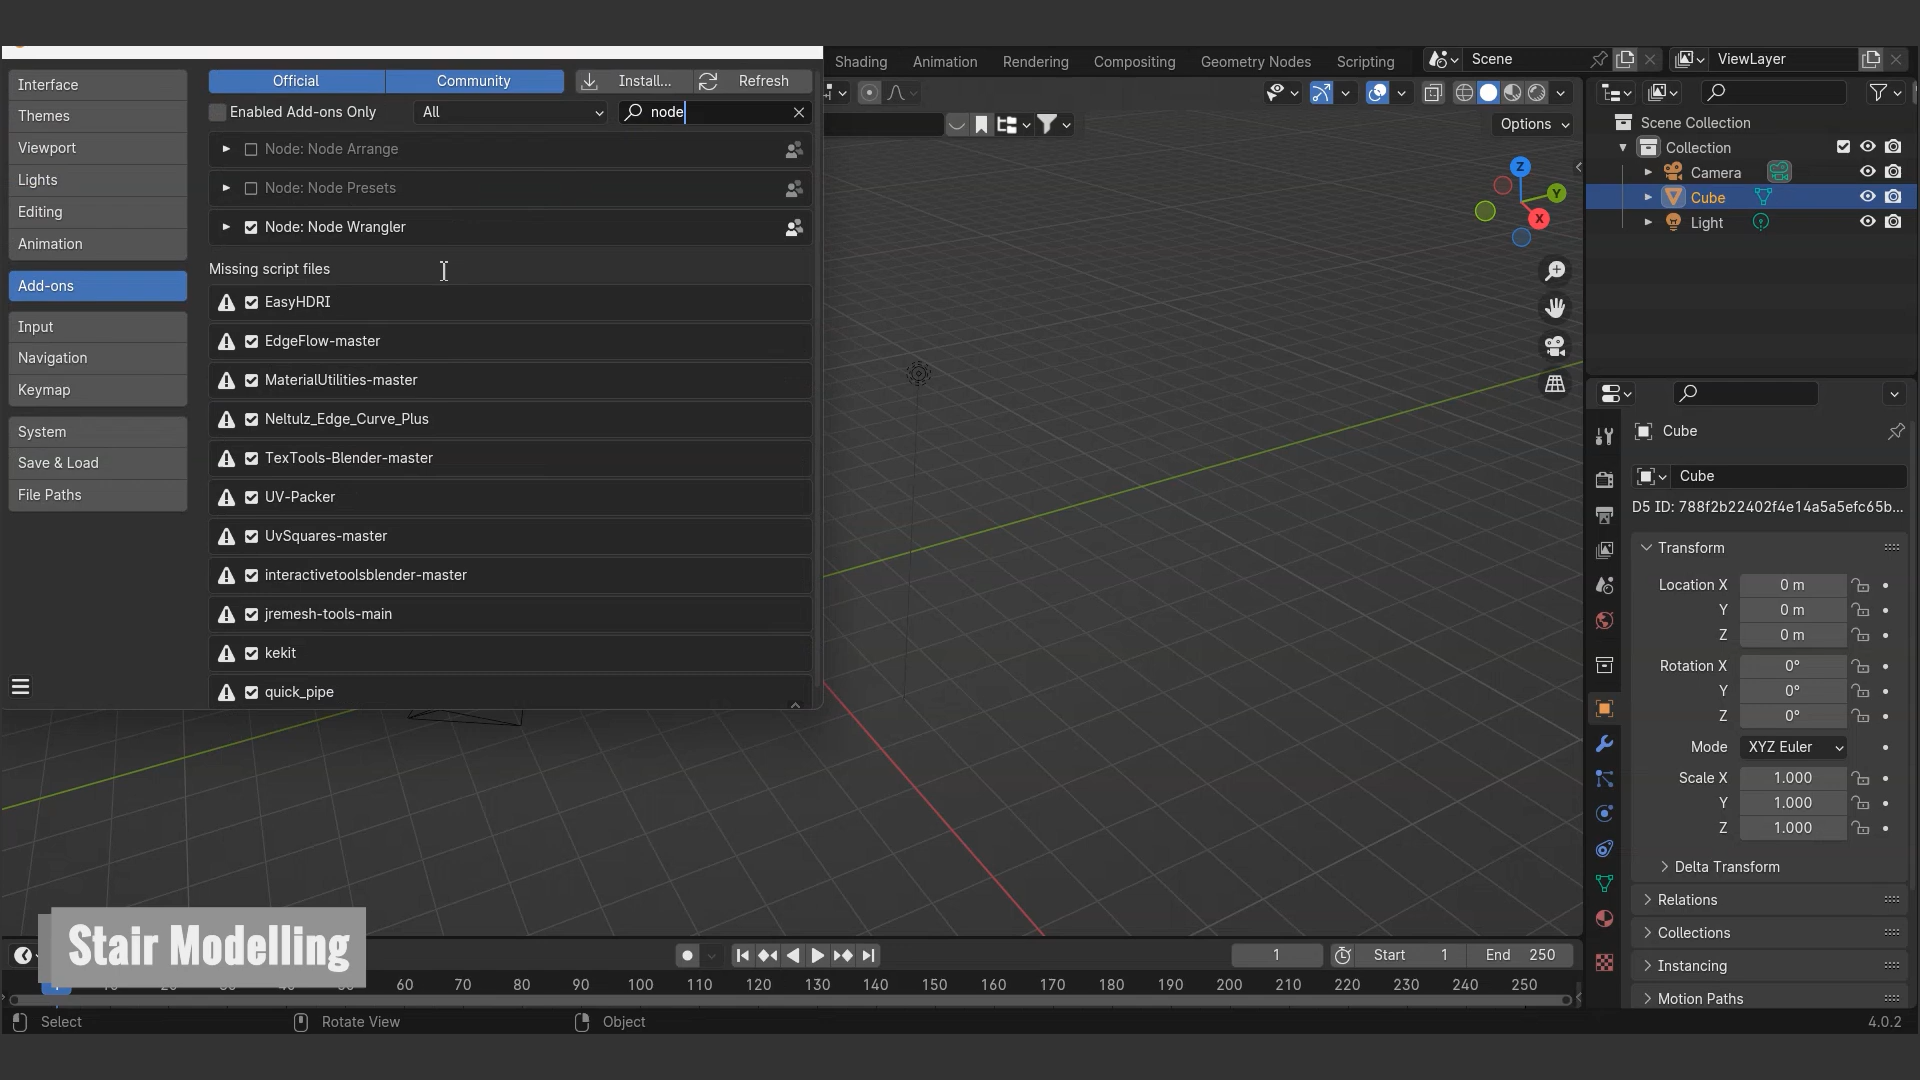 Interface
Themes
Viewport
Lights
Editing
Animation
Add-ons
Input
Navigation
Keymap
System
Save & Load
File Paths
Official Community Install... Refresh
Enabled Add-ons Only All node
Node: Node Arrange
Node: Node Presets
Node: Node Wrangler
Missing script files
EasyHDRI
EdgeFlow-master
MaterialUtilities-master
Neltulz_Edge_Curve_Plus
TexTools-Blender-master
UV-Packer
UvSquares-master
interactivetoolsblender-master
jremesh-tools-main
kekit
quick_pipe
Shading Animation Rendering Compositing Geometry Nodes Scripting Scene ViewLayer
Options
Z
Y
X
Scene Collection
Collection
Camera
Cube
Light
Cube
Cube
D5 ID: 788f2b22402f4e14a5a5efc65b...
Transform
Location X 0 m
Y 0 m
Z 0 m
Rotation X 0°
Y 0°
Z 0°
Mode XYZ Euler
Scale X 1.000
Y 1.000
Z 1.000
Delta Transform
Relations
Collections
Instancing
Motion Paths
Stair Modelling
1 Start 1 End 250
60 70 80 90 100 110 120 130 140 150 160 170 180 190 200 210 220 230 240 250
Select Rotate View Object 4.0.2